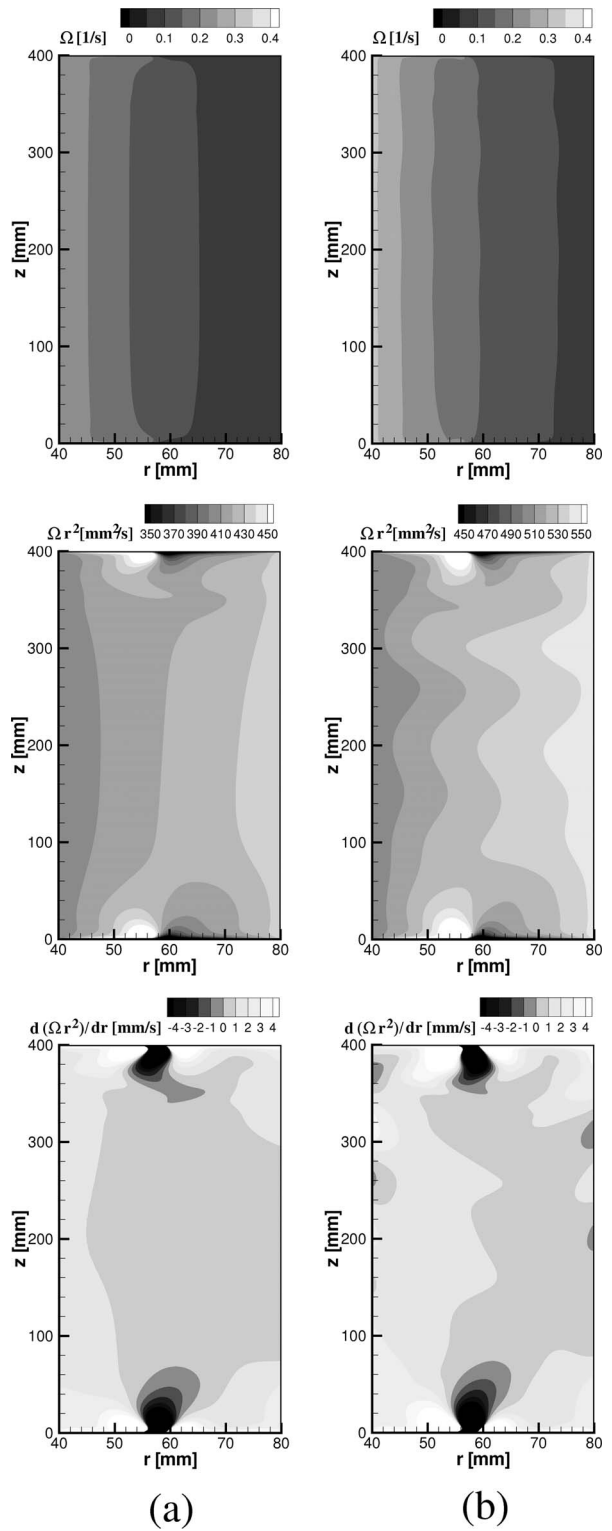 Ω [1/s] 0 0.1 0.2 0.3 0.4
Ω [1/s] 0 0.1 0.2 0.3 0.4
400
300
200
100
0
z [mm]
40 50 60 70 80
r [mm]
400
300
200
100
0
z [mm]
40 50 60 70 80
r [mm]
Ω r²[mm²/s] 350 370 390 410 430 450
Ω r²[mm²/s] 450 470 490 510 530 550
400
300
200
100
0
z [mm]
40 50 60 70 80
r [mm]
400
300
200
100
0
z [mm]
40 50 60 70 80
r [mm]
d (Ω r²)/dr [mm/s] -4 -3 -2 -1 0 1 2 3 4
d (Ω r²)/dr [mm/s] -4 -3 -2 -1 0 1 2 3 4
400
300
200
100
0
z [mm]
40 50 60 70 80
r [mm]
400
300
200
100
0
z [mm]
40 50 60 70 80
r [mm]
(a)
(b)